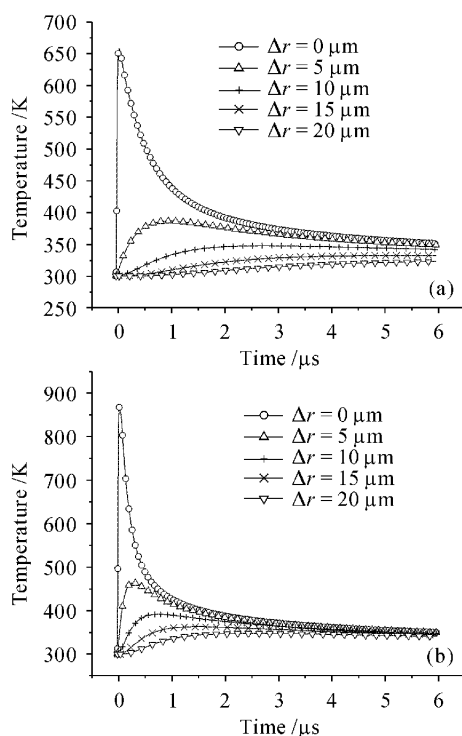 700
650
600
550
500
450
400
350
300
250
Temperature /K
Δr = 0 μm
Δr = 5 μm
Δr = 10 μm
Δr = 15 μm
Δr = 20 μm
(a)
0 1 2 3 4 5 6
Time /μs
900
800
700
600
500
400
300
Temperature /K
Δr = 0 μm
Δr = 5 μm
Δr = 10 μm
Δr = 15 μm
Δr = 20 μm
(b)
0 1 2 3 4 5 6
Time /μs